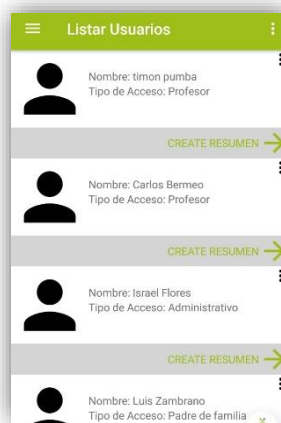 Listar Usuarios
Nombre: timon pumba
Tipo de Acceso: Profesor
CREATE RESUMEN
Nombre: Carlos Bermeo
Tipo de Acceso: Profesor
CREATE RESUMEN
Nombre: Israel Flores
Tipo de Acceso: Administrativo
CREATE RESUMEN
Nombre: Luis Zambrano
Tipo de Acceso: Padre de familia